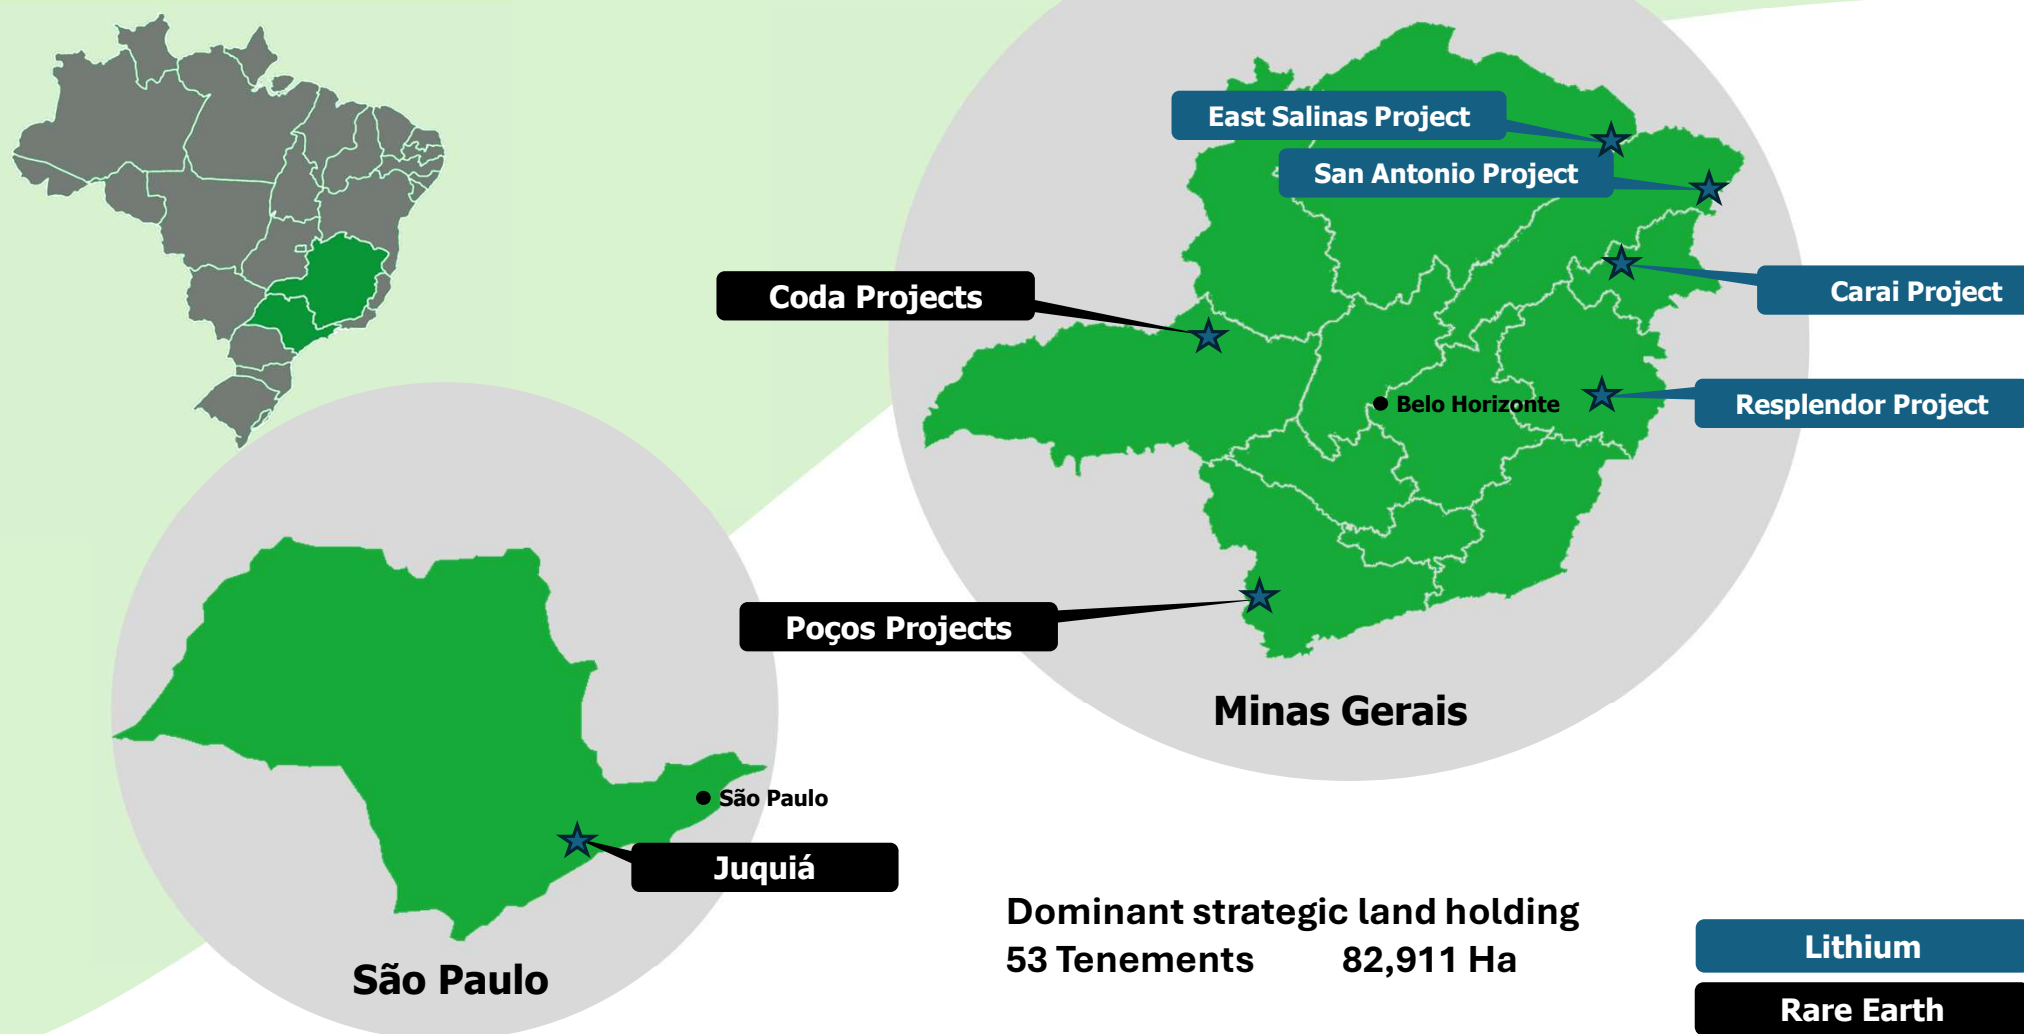 East Salinas Project
San Antonio Project
Coda Projects
Carai Project
Belo Horizonte
Resplendor Project
Poços Projects
Minas Gerais
São Paulo
Juquiá
São Paulo
Dominant strategic land holding
53 Tenements 82,911 Ha
Lithium
Rare Earth